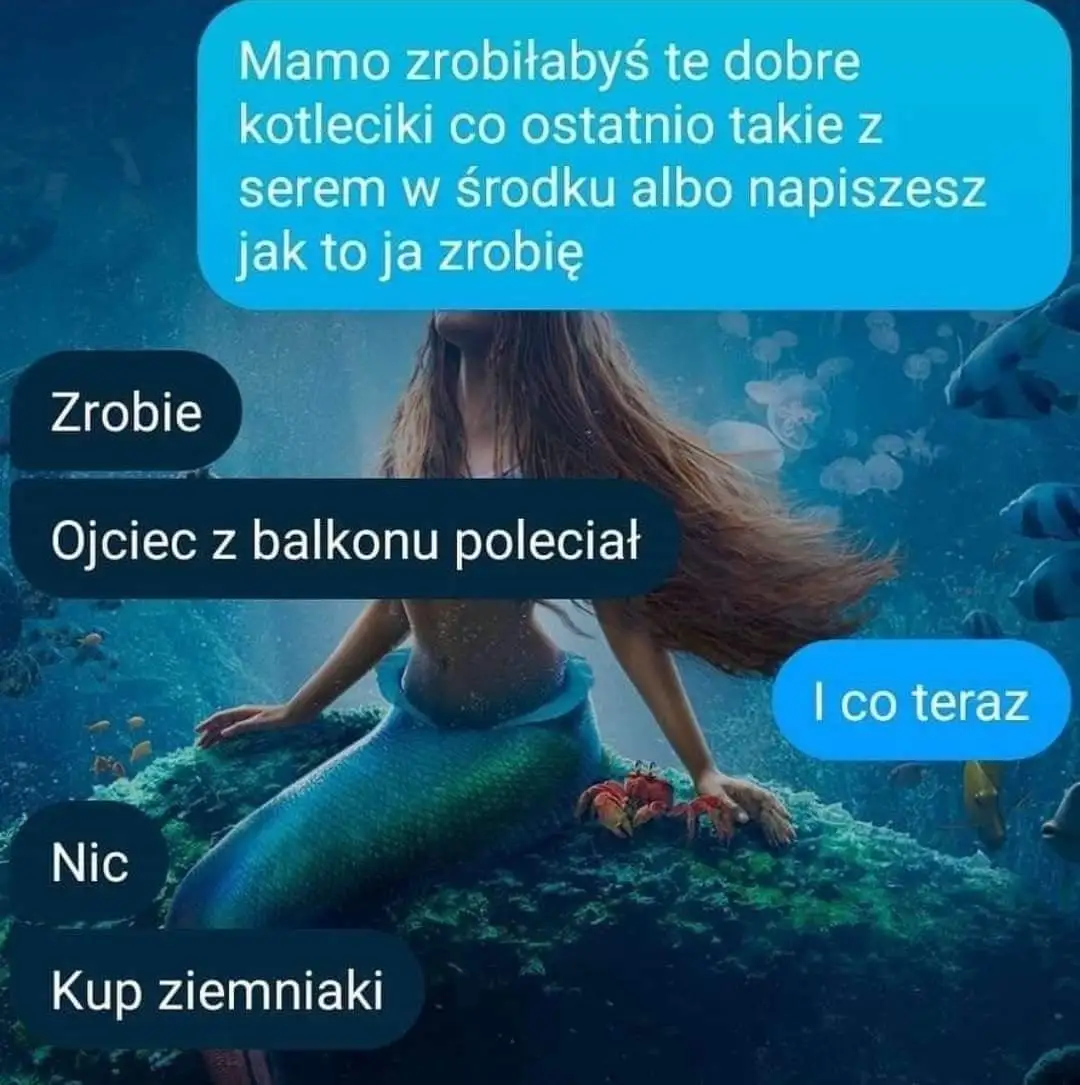 Mamo zrobiłabyś te dobre
kotleciki co ostatnio takie z
serem w środku albo napiszesz
jak to ja zrobię
Zrobie
Ojciec z balkonu poleciał
I co teraz
Nic
Kup ziemniaki